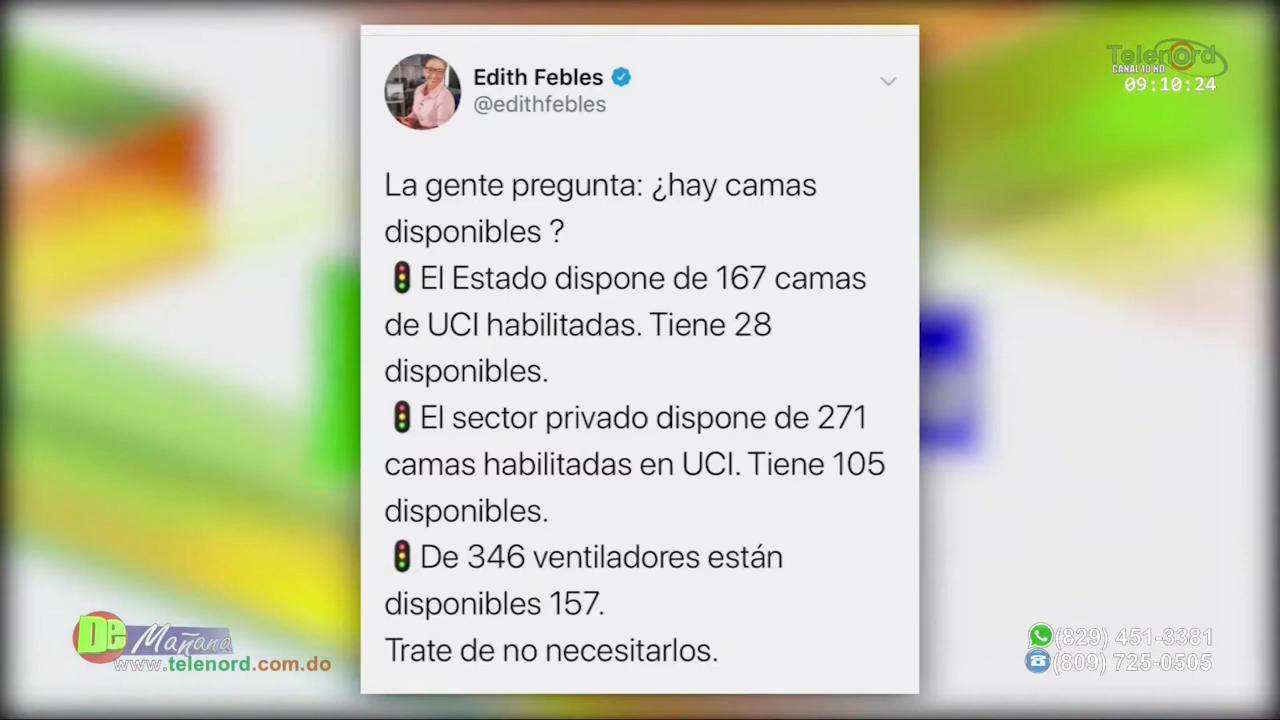 Edith Febles
@edithfebles
Telenord
CANAL 10 HD
09:10:24
La gente pregunta: ¿hay camas
disponibles ?
🚦El Estado dispone de 167 camas
de UCI habilitadas. Tiene 28
disponibles.
🚦El sector privado dispone de 271
camas habilitadas en UCI. Tiene 105
disponibles.
🚦De 346 ventiladores están
disponibles 157.
Trate de no necesitarlos.
De Mañana
www.telenord.com.do
(829) 451-3381
(809) 725-0505